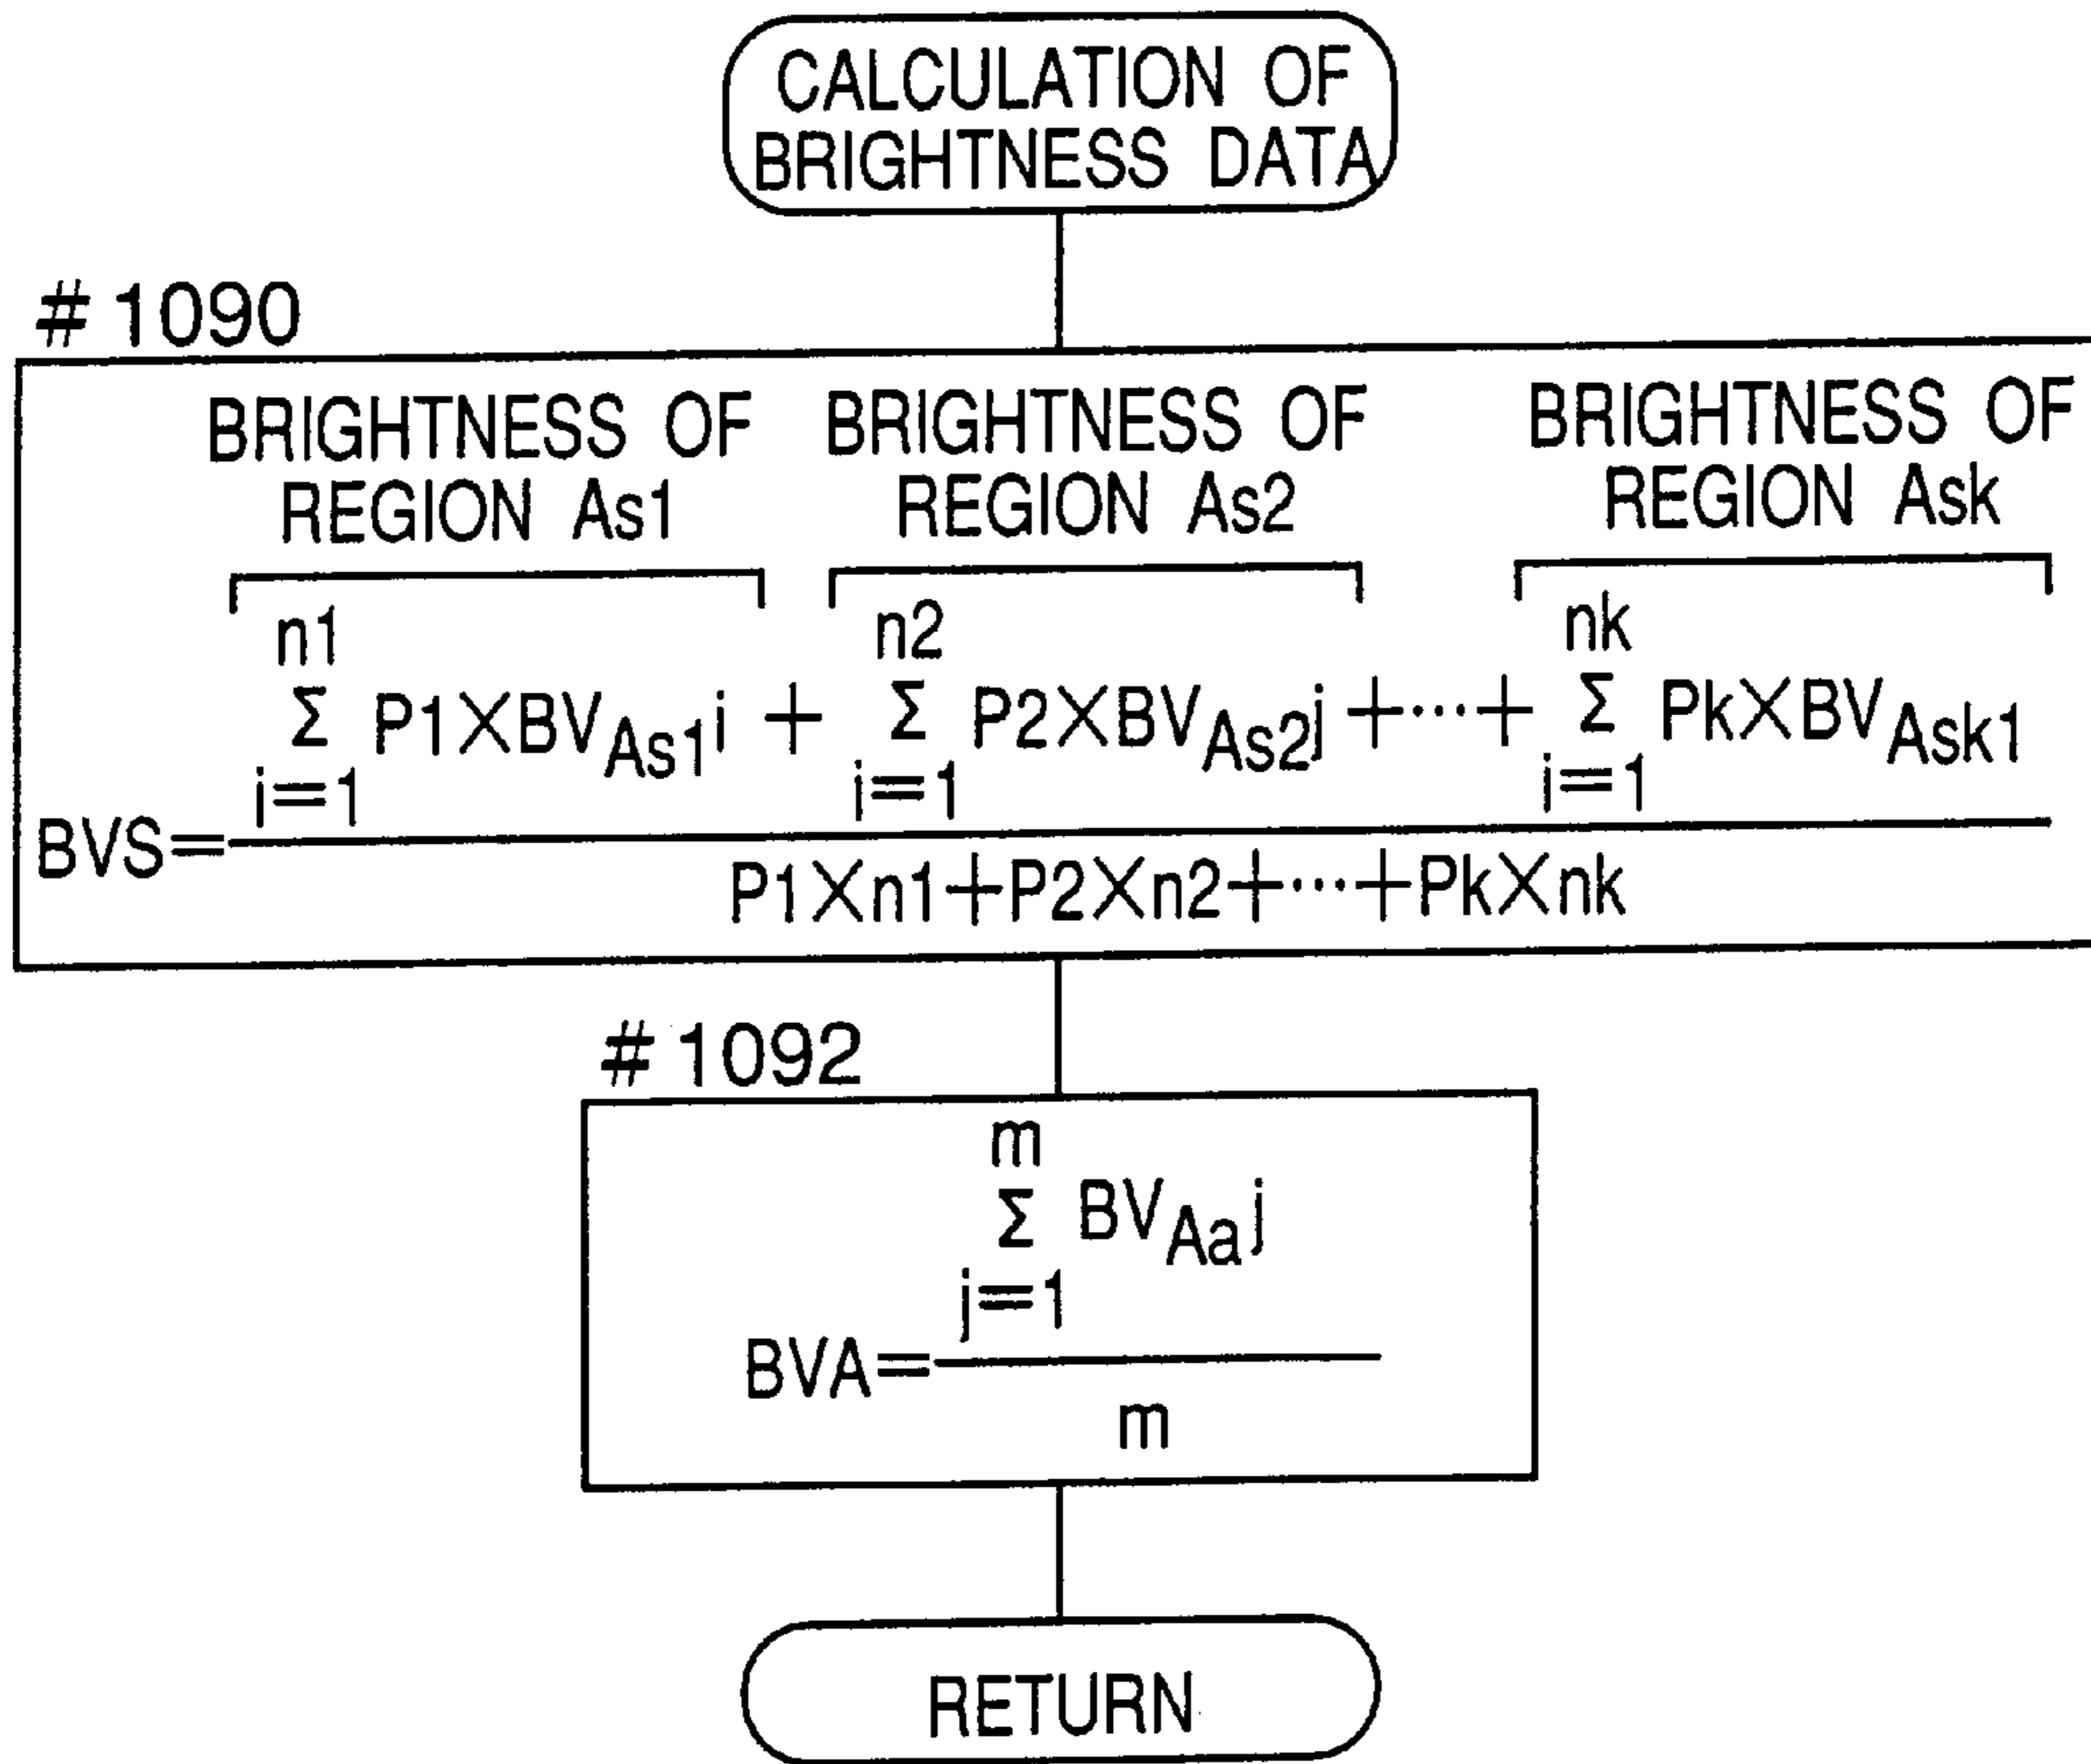 CALCULATION OF
BRIGHTNESS DATA
#1090
BRIGHTNESS OF BRIGHTNESS OF BRIGHTNESS OF
REGION As1 REGION As2 REGION Ask
n1 n2 nk
Σ P1×BVAs1i + Σ P2×BVAs2j +···+ Σ Pk×BVAsk1
i=1 i=1 i=1
BVS=
P1×n1+P2×n2+···+Pk×nk
#1092
m
Σ BVAaj
j=1
BVA=
m
RETURN